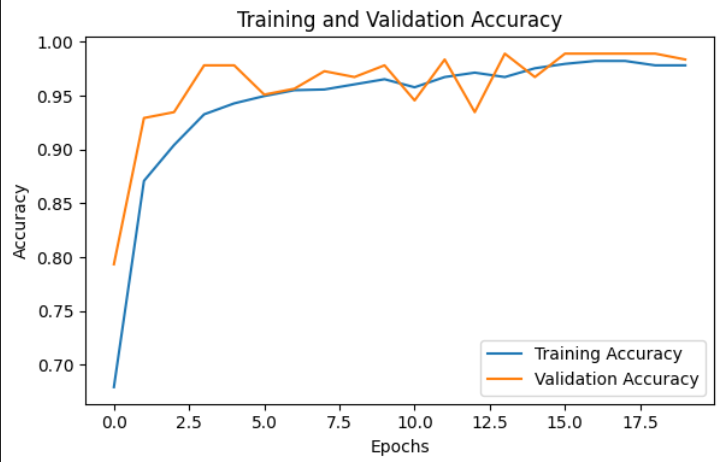 Training and Validation Accuracy
1.00
0.95
0.90
0.85
0.80
0.75
0.70
Accuracy
Training Accuracy
Validation Accuracy
0.0 2.5 5.0 7.5 10.0 12.5 15.0 17.5
Epochs